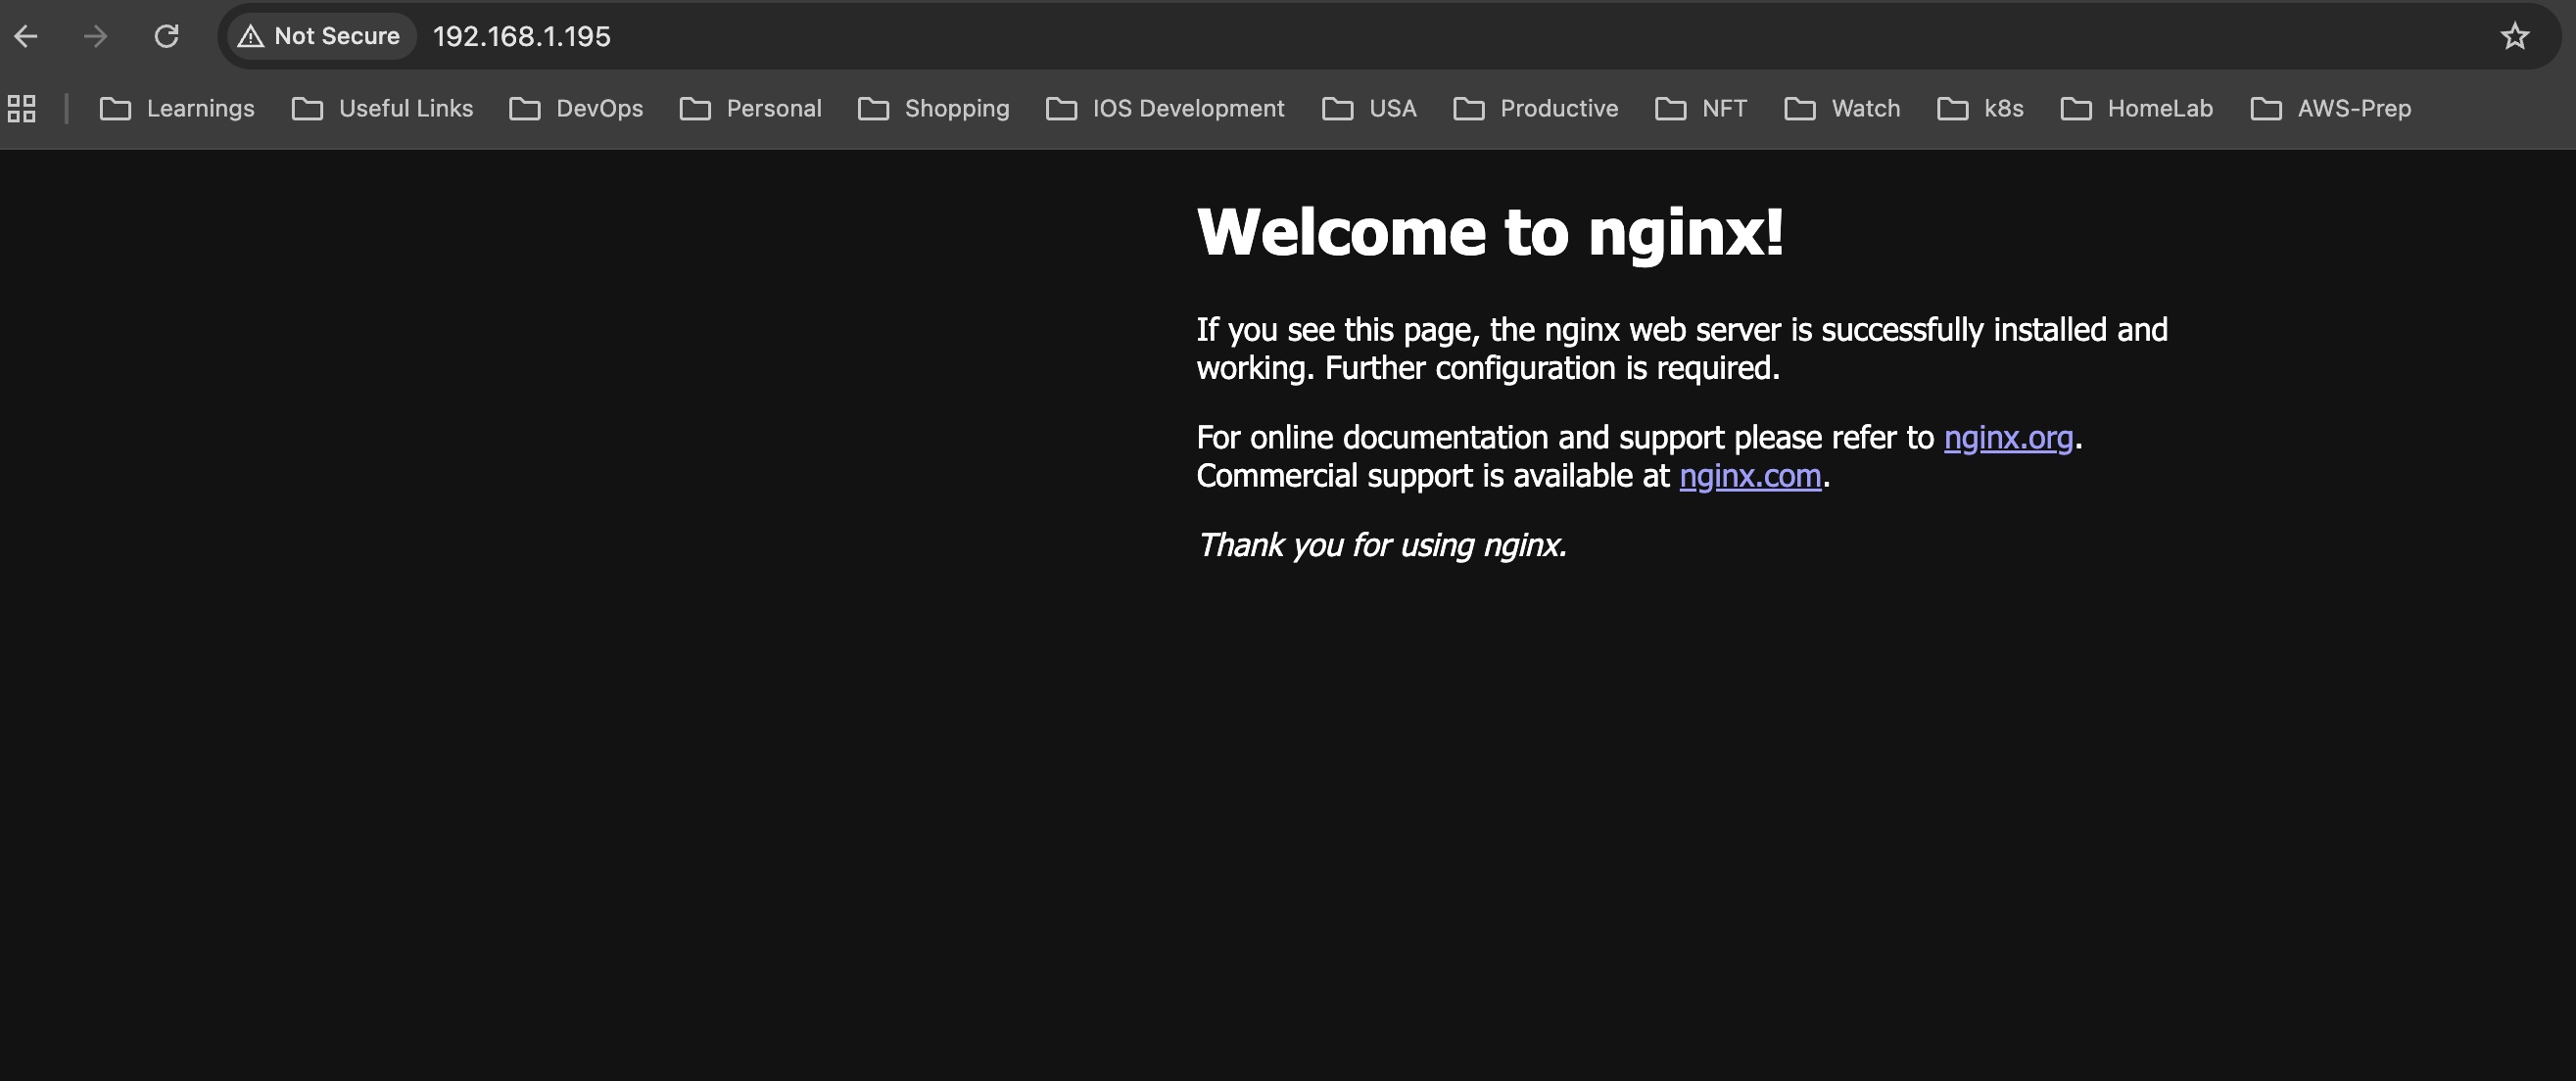 Not Secure 192.168.1.195
Learnings Useful Links DevOps Personal Shopping IOS Development USA Productive NFT Watch k8s HomeLab AWS-Prep
Welcome to nginx!
If you see this page, the nginx web server is successfully installed and
working. Further configuration is required.
For online documentation and support please refer to nginx.org.
Commercial support is available at nginx.com.
Thank you for using nginx.